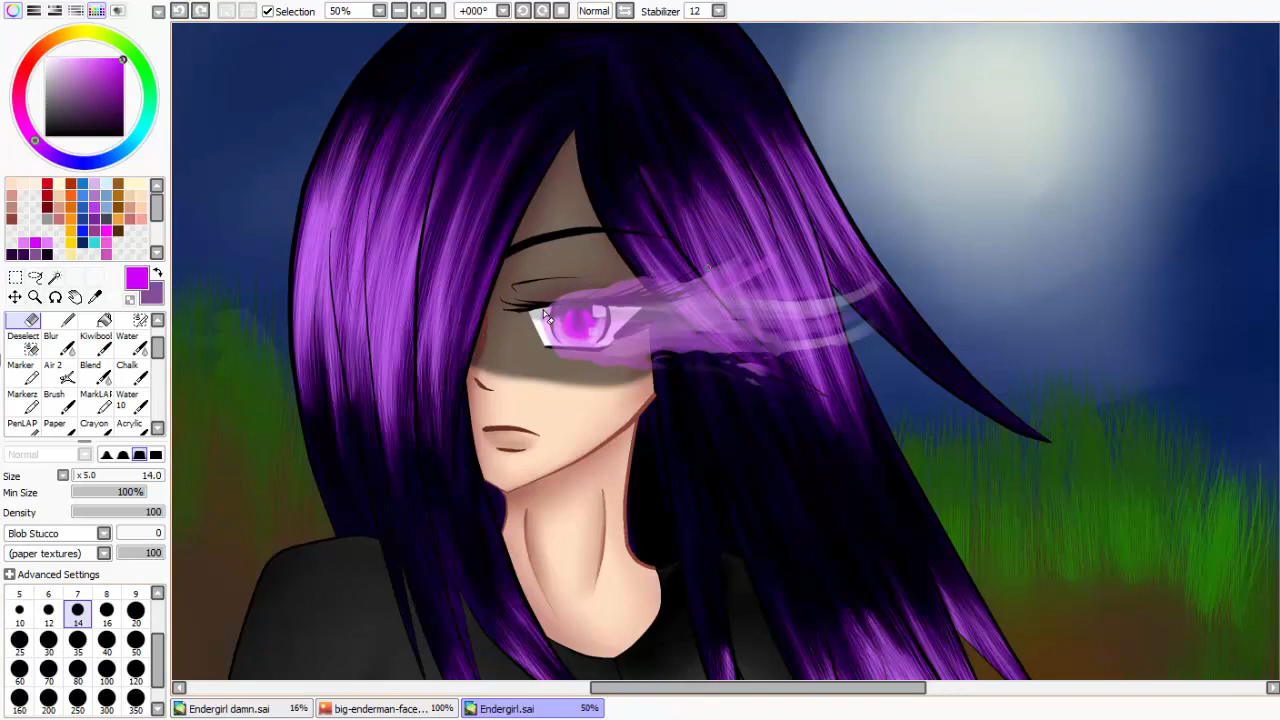 Selection 50% +000° Normal Stabilizer 12
Deselect Blur Kiwibool Water
Marker Air 2 Blend Chalk
Markerz Brush MarkLAP Water 10
PenLAP Paper Crayon Acrylic
Normal
Size x 5.0 14.0
Min Size 100%
Density 100
Blob Stucco 0
(paper textures) 100
Advanced Settings
5 6 7 8 9
10 12 14 16 20
25 30 35 40 50
60 70 80 100 120
160 200 250 300 350
Endergirl damn.sai 16% big-enderman-face... 100% Endergirl.sai 50%